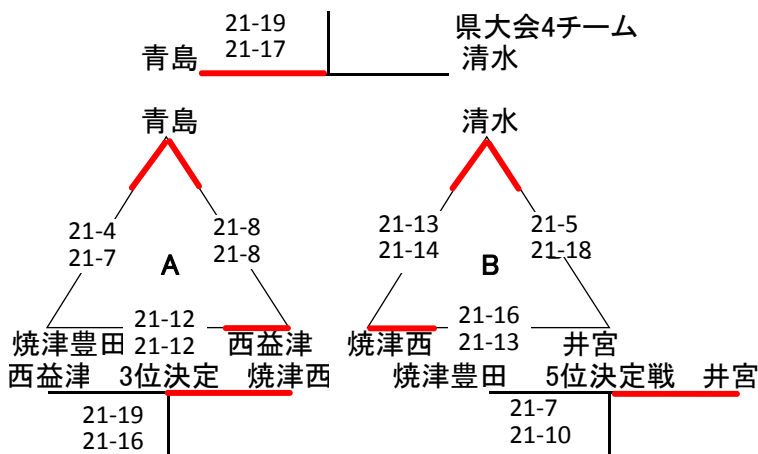 21-19
21-17
県大会4チーム
青島
清水
青島
清水
21-4
21-7
21-8
21-8
A
21-13
21-14
21-5
21-18
B
21-12
21-12
焼津豊田
西益津
21-16
21-13
焼津西
井宮
西益津 3位決定 焼津西
焼津豊田 5位決定戦 井宮
21-19
21-16
21-7
21-10